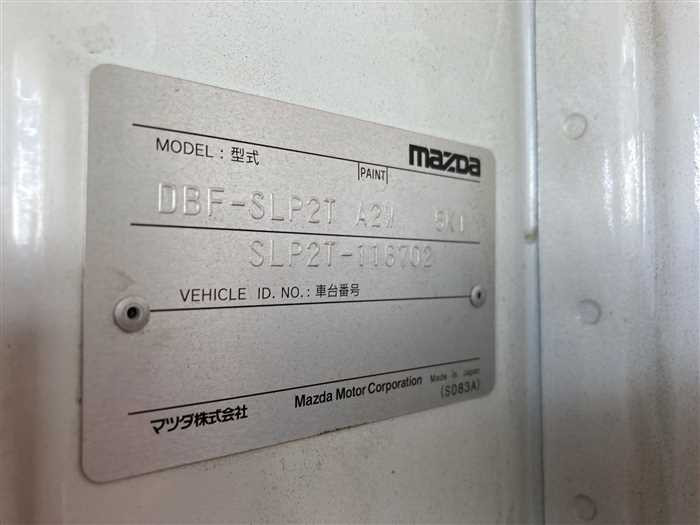 MODEL : 型式
mazda
PAINT
DBF-SLP2T A2W
SLP2T-116702
VEHICLE ID. NO. : 車台番号
マツダ株式会社
Mazda Motor Corporation
Made in Japan
(S083A)